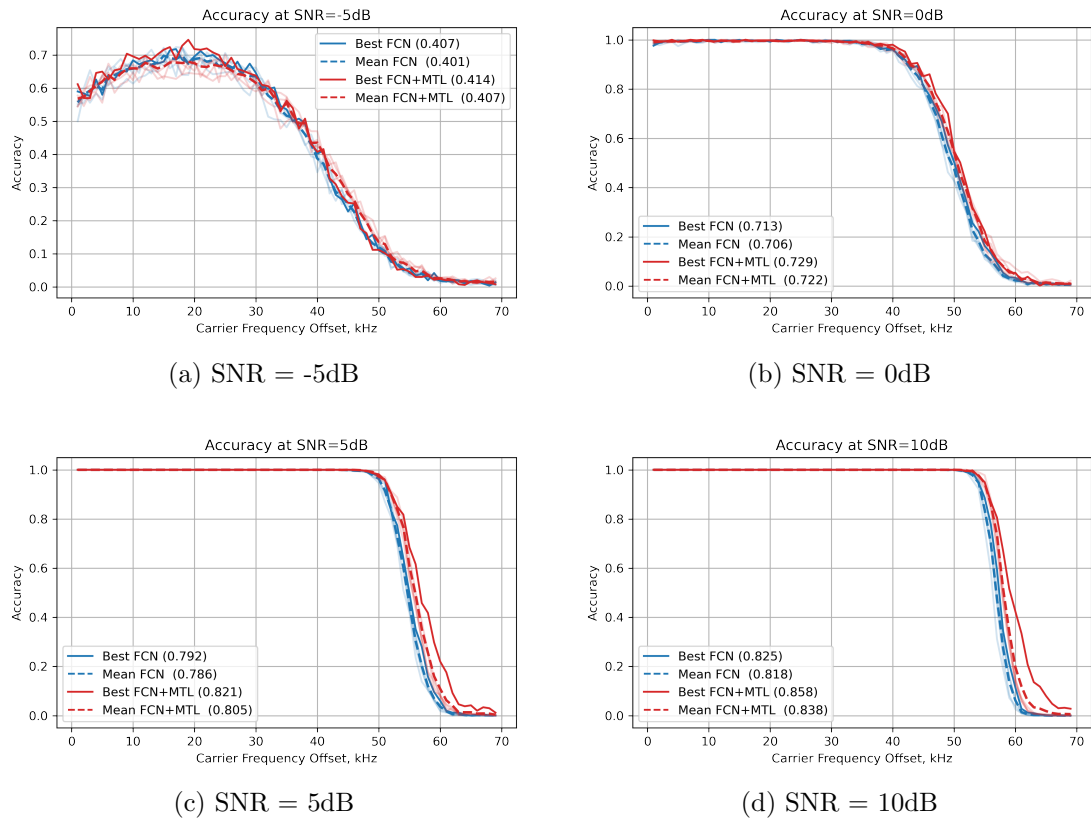 Accuracy at SNR=-5dB
Accuracy
0.7
0.6
0.5
0.4
0.3
0.2
0.1
0.0
Best FCN (0.407)
Mean FCN (0.401)
Best FCN+MTL (0.414)
Mean FCN+MTL (0.407)
0 10 20 30 40 50 60 70
Carrier Frequency Offset, kHz
(a) SNR = -5dB
Accuracy at SNR=0dB
Accuracy
1.0
0.8
0.6
0.4
0.2
0.0
Best FCN (0.713)
Mean FCN (0.706)
Best FCN+MTL (0.729)
Mean FCN+MTL (0.722)
0 10 20 30 40 50 60 70
Carrier Frequency Offset, kHz
(b) SNR = 0dB
Accuracy at SNR=5dB
Accuracy
1.0
0.8
0.6
0.4
0.2
0.0
Best FCN (0.792)
Mean FCN (0.786)
Best FCN+MTL (0.821)
Mean FCN+MTL (0.805)
0 10 20 30 40 50 60 70
Carrier Frequency Offset, kHz
(c) SNR = 5dB
Accuracy at SNR=10dB
Accuracy
1.0
0.8
0.6
0.4
0.2
0.0
Best FCN (0.825)
Mean FCN (0.818)
Best FCN+MTL (0.858)
Mean FCN+MTL (0.838)
0 10 20 30 40 50 60 70
Carrier Frequency Offset, kHz
(d) SNR = 10dB